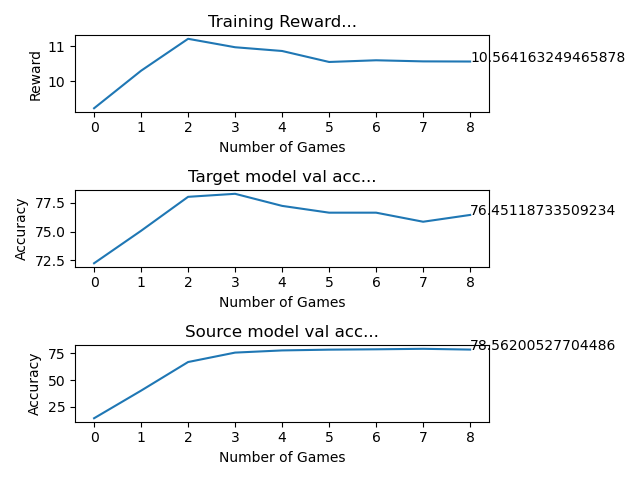 Training Reward...
11
10
Reward
10.564163249465878
0 1 2 3 4 5 6 7 8
Number of Games
Target model val acc...
77.5
75.0
72.5
Accuracy
76.45118733509234
0 1 2 3 4 5 6 7 8
Number of Games
Source model val acc...
75
50
25
Accuracy
78.56200527704486
0 1 2 3 4 5 6 7 8
Number of Games